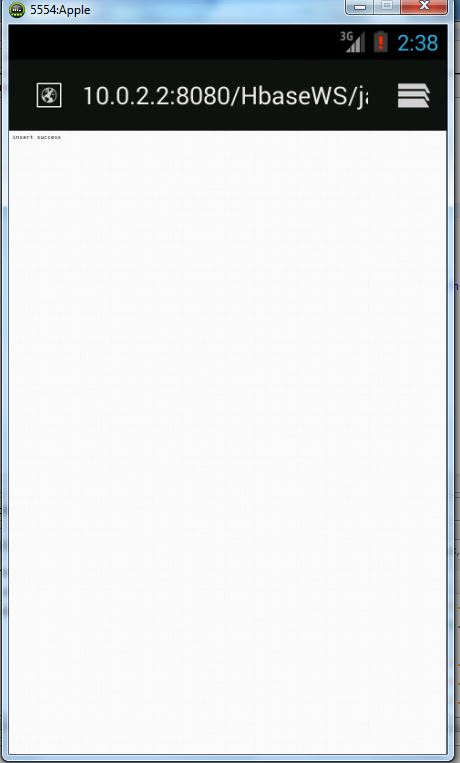 5554:Apple
3G 2:38
10.0.2.2:8080/HbaseWS/ja
insert success